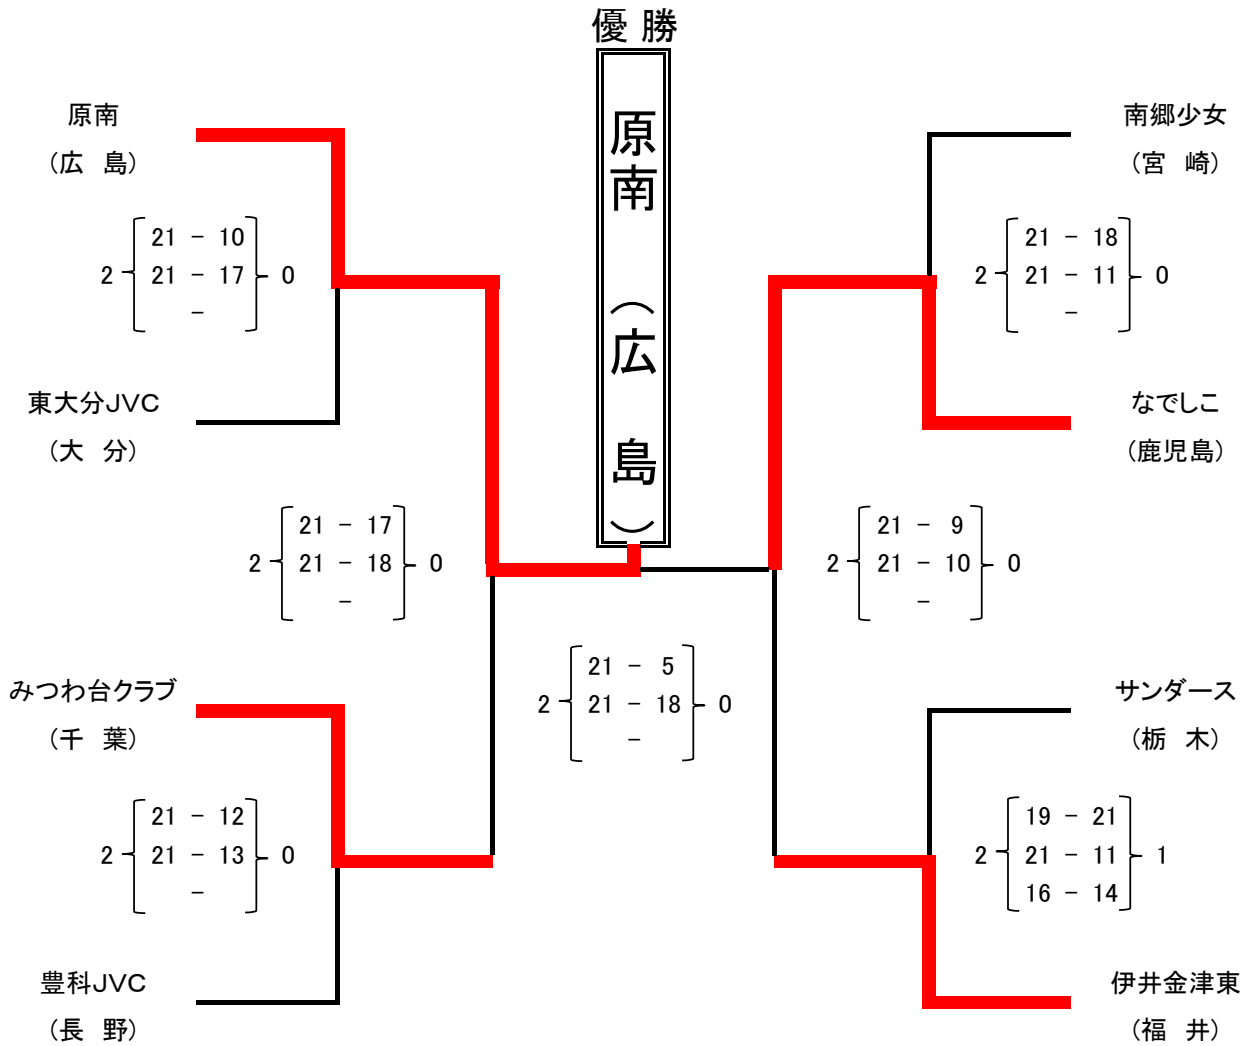 優 勝
原南 （広 島）
原南
（広 島）
2 21 - 10 0
21 - 17
-
東大分JVC
（大 分）
2 21 - 17 0
21 - 18
-
みつわ台クラブ
（千 葉）
2 21 - 12 0
21 - 13
-
豊科JVC
（長 野）
2 21 - 5 0
21 - 18
-
南郷少女
（宮 崎）
2 21 - 18 0
21 - 11
-
なでしこ
（鹿児島）
2 21 - 9 0
21 - 10
-
サンダース
（栃 木）
2 19 - 21 1
21 - 11
16 - 14
伊井金津東
（福 井）